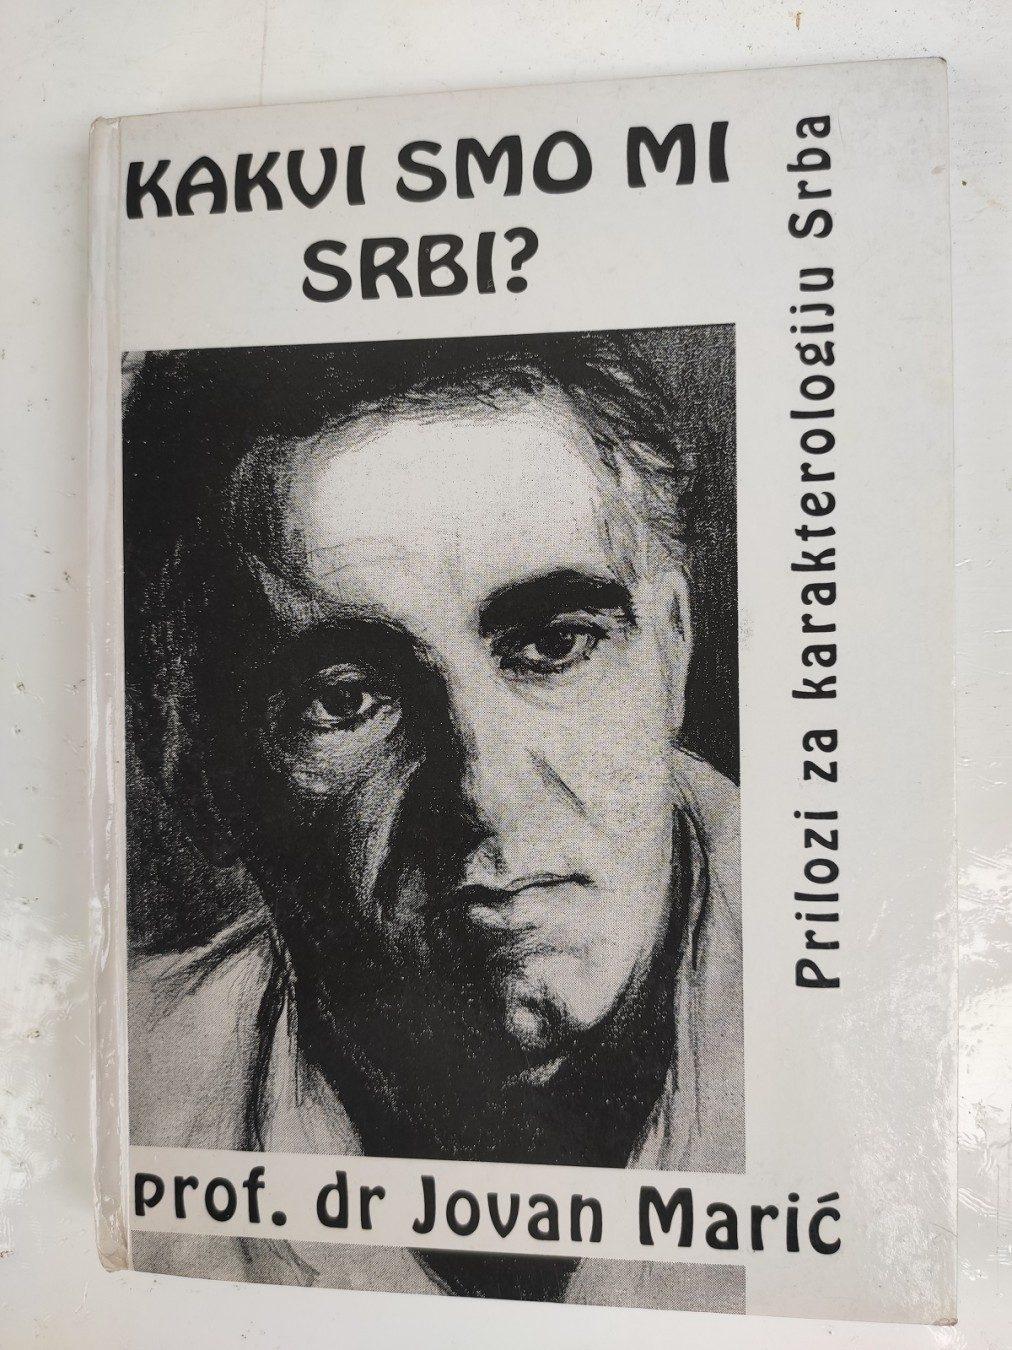 KAKVI SMO MI
SRBI?
Prilozi za karakterologiju Srba
prof. dr Jovan Marić